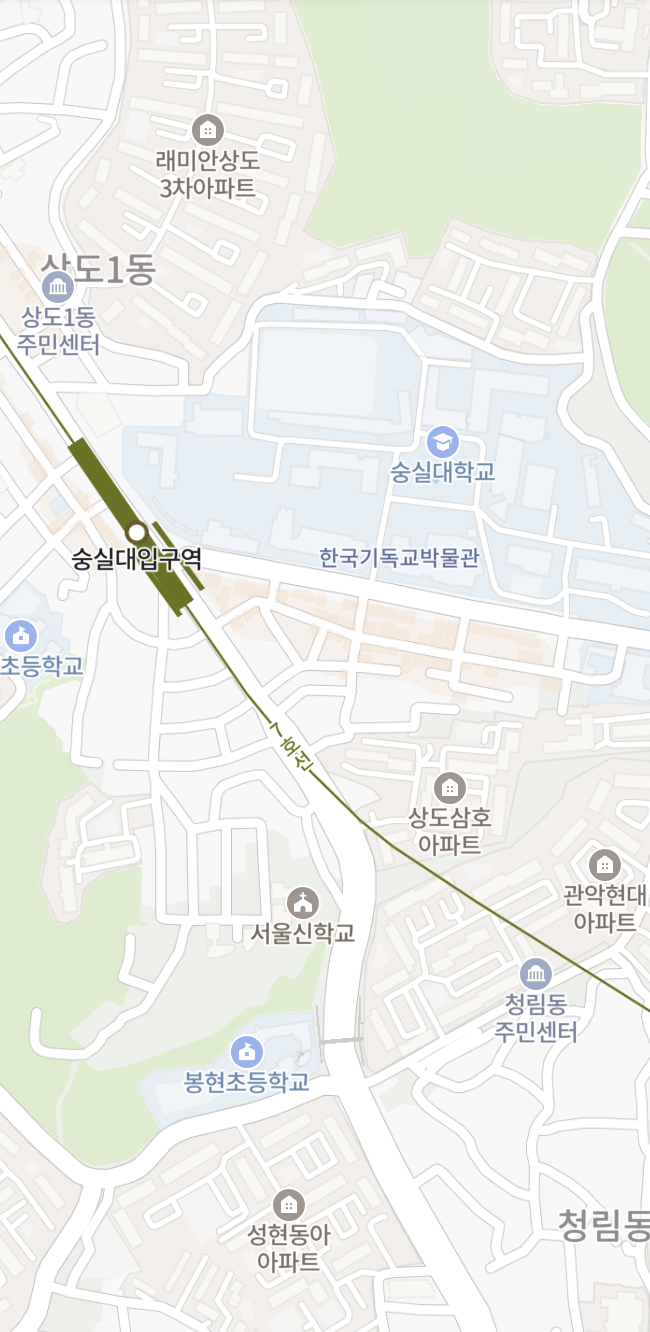 래미안상도
3차아파트
상도1동
상도1동
주민센터
숭실대학교
숭실대입구역
한국기독교박물관
초등학교
7호선
상도삼호
아파트
관악현대
아파트
서울신학교
청림동
주민센터
봉현초등학교
성현동아
아파트
청림동